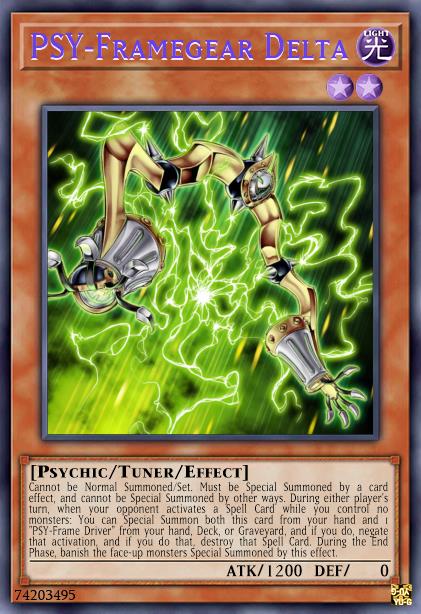 PSY-Framegear Delta
LIGHT
光
[Psychic/Tuner/Effect]
Cannot be Normal Summoned/Set. Must be Special Summoned by a card
effect, and cannot be Special Summoned by other ways. During either player's
turn, when your opponent activates a Spell Card while you control no
monsters: You can Special Summon both this card from your hand and 1
"PSY-Frame Driver" from your hand, Deck, or Graveyard, and if you do, negate
that activation, and if you do that, destroy that Spell Card. During the End
Phase, banish the face-up monsters Special Summoned by this effect.
ATK/1200 DEF/ 0
74203495